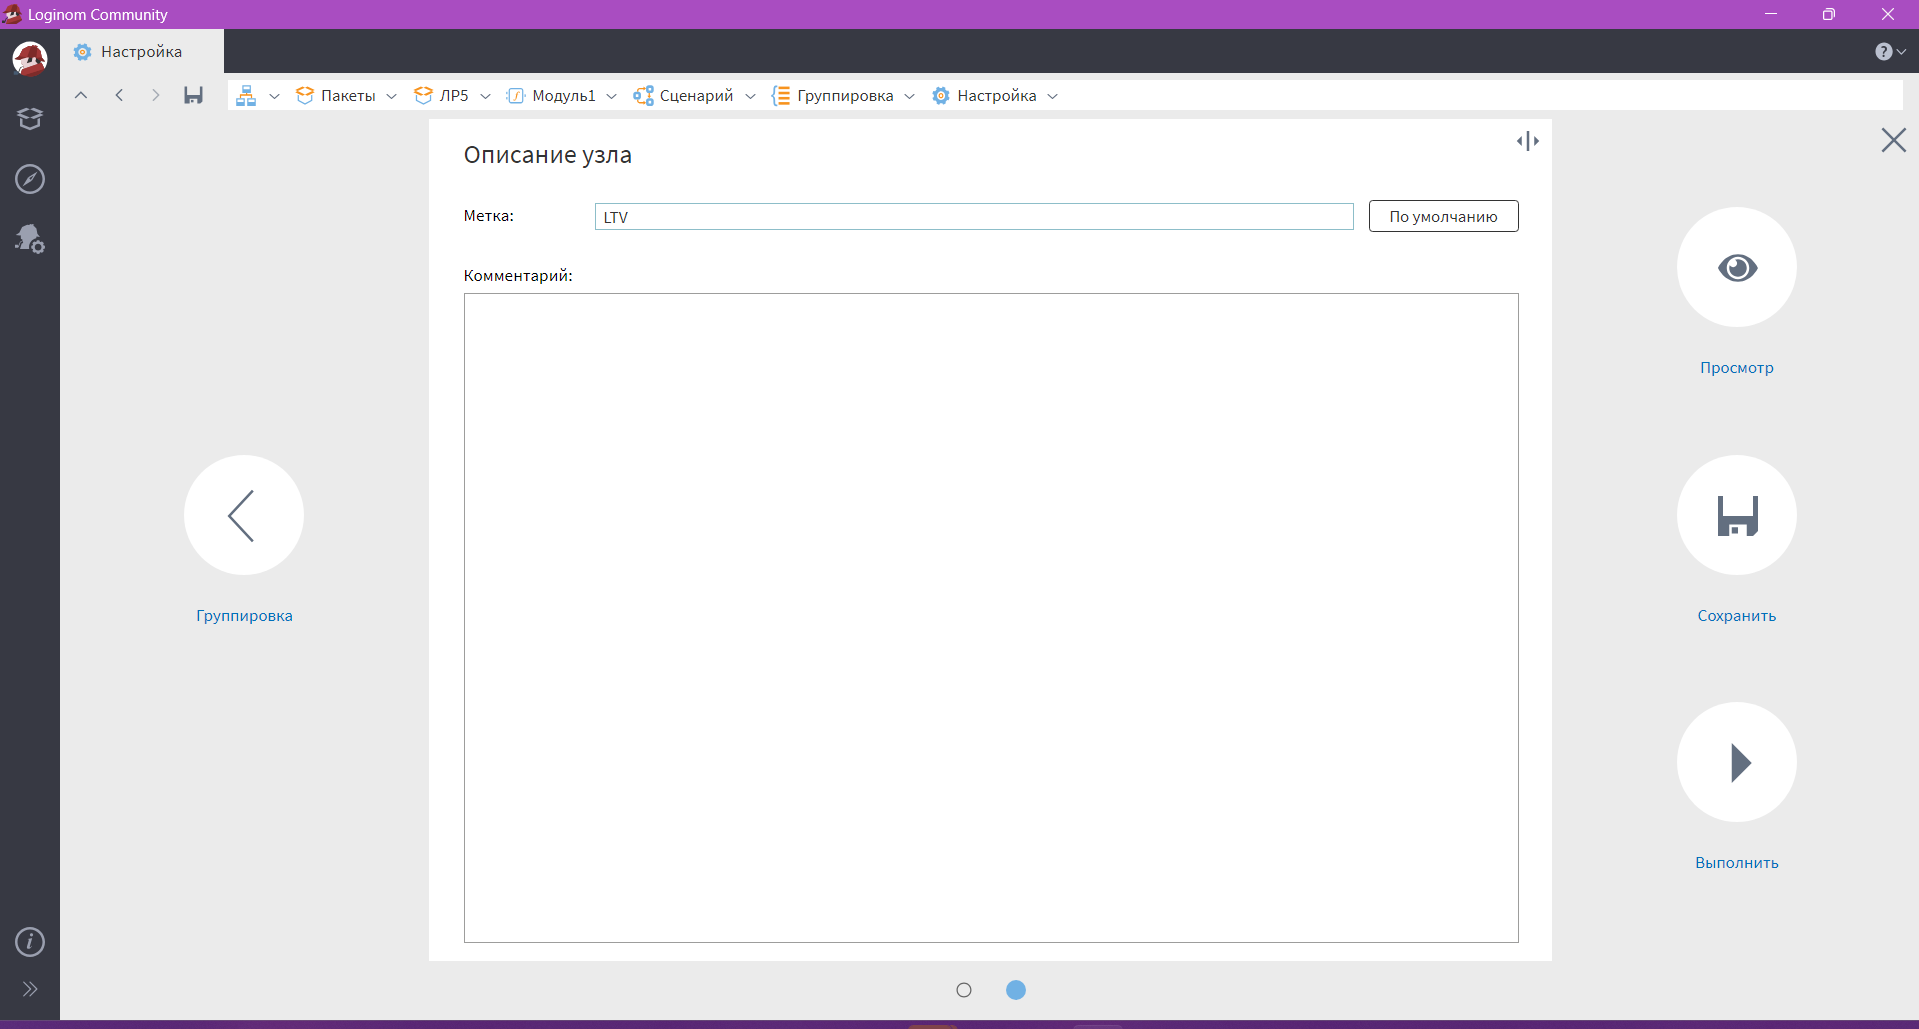 Loginom Community
Настройка
Пакеты ЛР5 Модуль1 Сценарий Группировка Настройка
Описание узла
Метка: LTV По умолчанию
Комментарий:
Просмотр
Группировка
Сохранить
Выполнить